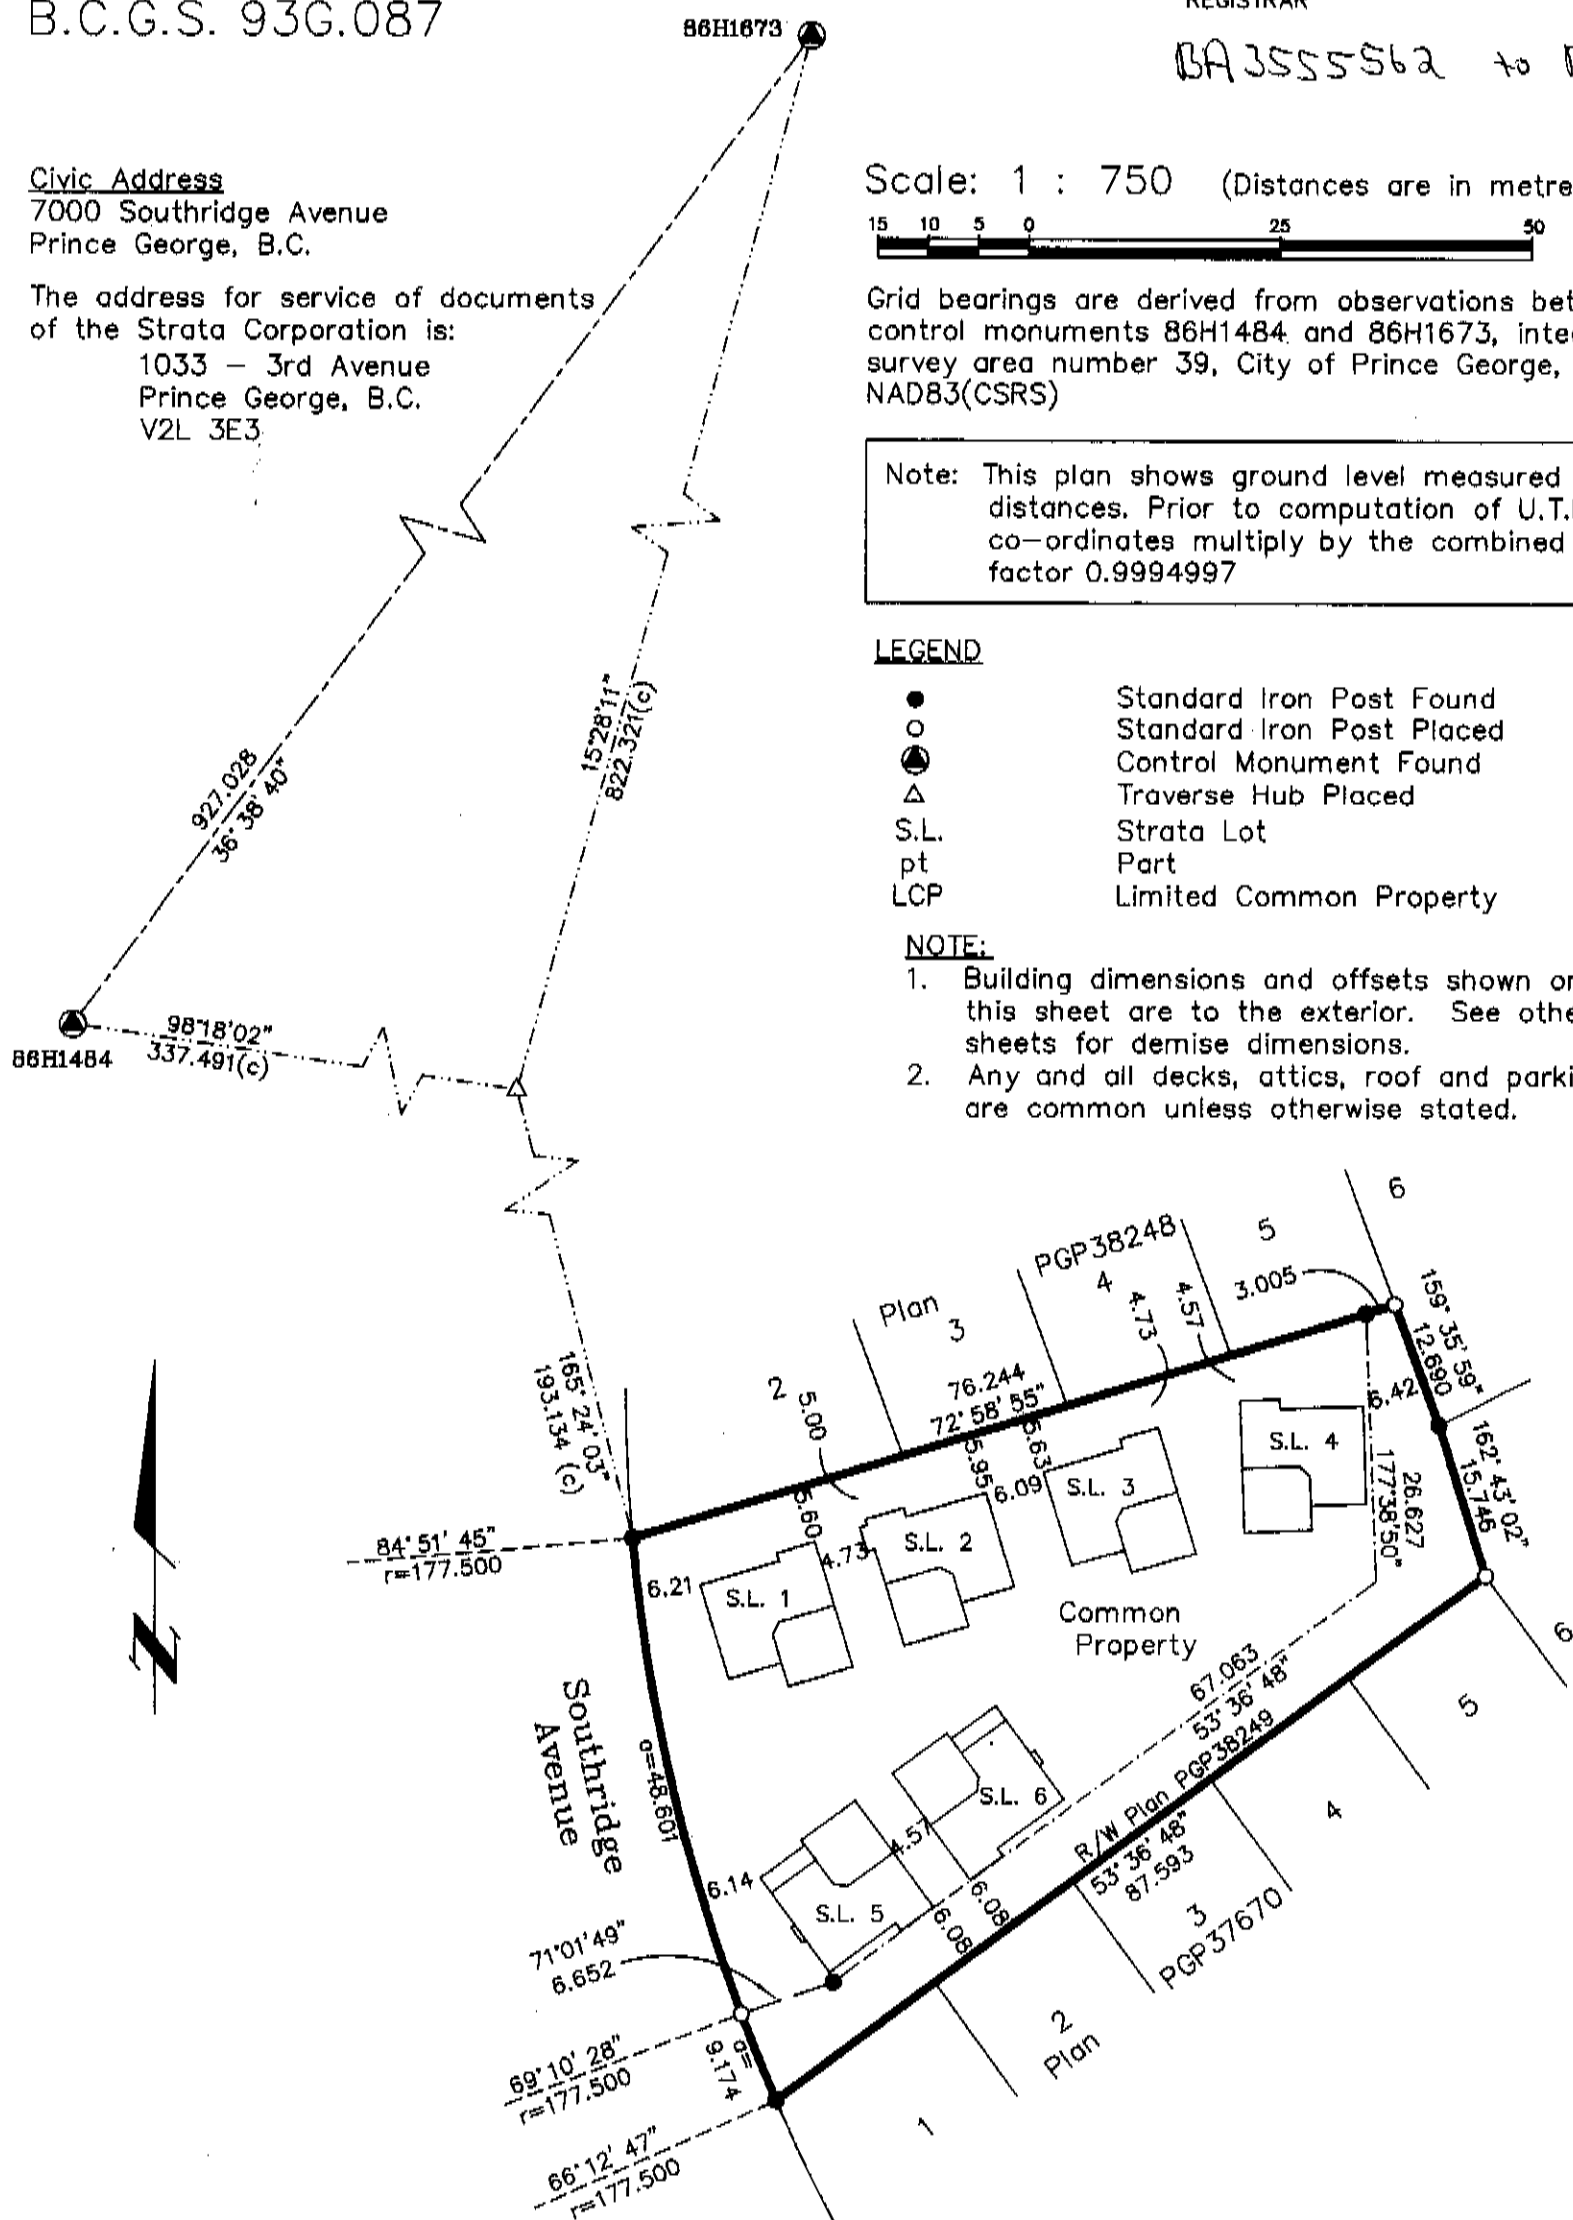 B.C.G.S. 93G.087
86H1673
REGISTRAR
BA3555562 to
Civic Address
7000 Southridge Avenue
Prince George, B.C.
The address for service of documents
of the Strata Corporation is:
1033 – 3rd Avenue
Prince George, B.C.
V2L 3E3
Scale: 1 : 750 (Distances are in metre
15 10 5 0 25 50
Grid bearings are derived from observations bet
control monuments 86H1484 and 86H1673, inte
survey area number 39, City of Prince George,
NAD83(CSRS)
Note: This plan shows ground level measured
distances. Prior to computation of U.T.
co-ordinates multiply by the combined
factor 0.9994997
LEGEND
Standard Iron Post Found
Standard Iron Post Placed
Control Monument Found
Traverse Hub Placed
S.L. Strata Lot
pt Part
LCP Limited Common Property
NOTE:
1. Building dimensions and offsets shown or
this sheet are to the exterior. See othe
sheets for demise dimensions.
2. Any and all decks, attics, roof and parki
are common unless otherwise stated.
927.028
36°38'40"
15°28'11"
822.321(c)
86H1484
98°18'02"
337.491(c)
165°24'03"
193.134 (c)
84°51'45"
r=177.500
Plan
PGP38248
2
3
4
5
6
5.00
76.244
72°58'55"
4.73
4.57
3.005
159°35'59"
12.690
6.42
162°43'02"
15.746
26.627
177°38'50"
5.60
5.95
5.63
6.09
6.21
4.73
S.L. 1
S.L. 2
S.L. 3
S.L. 4
Common
Property
Southridge
Avenue
a=48.601
67.063
53°36'48"
R/W Plan PGP38249
53°36'48"
87.593
S.L. 6
4.57
S.L. 5
6.14
6.08
6.08
71°01'49"
6.652
69°10'28"
r=177.500
a=
9.174
66°12'47"
r=177.500
1
2
Plan
3
PGP37670
4
5
6